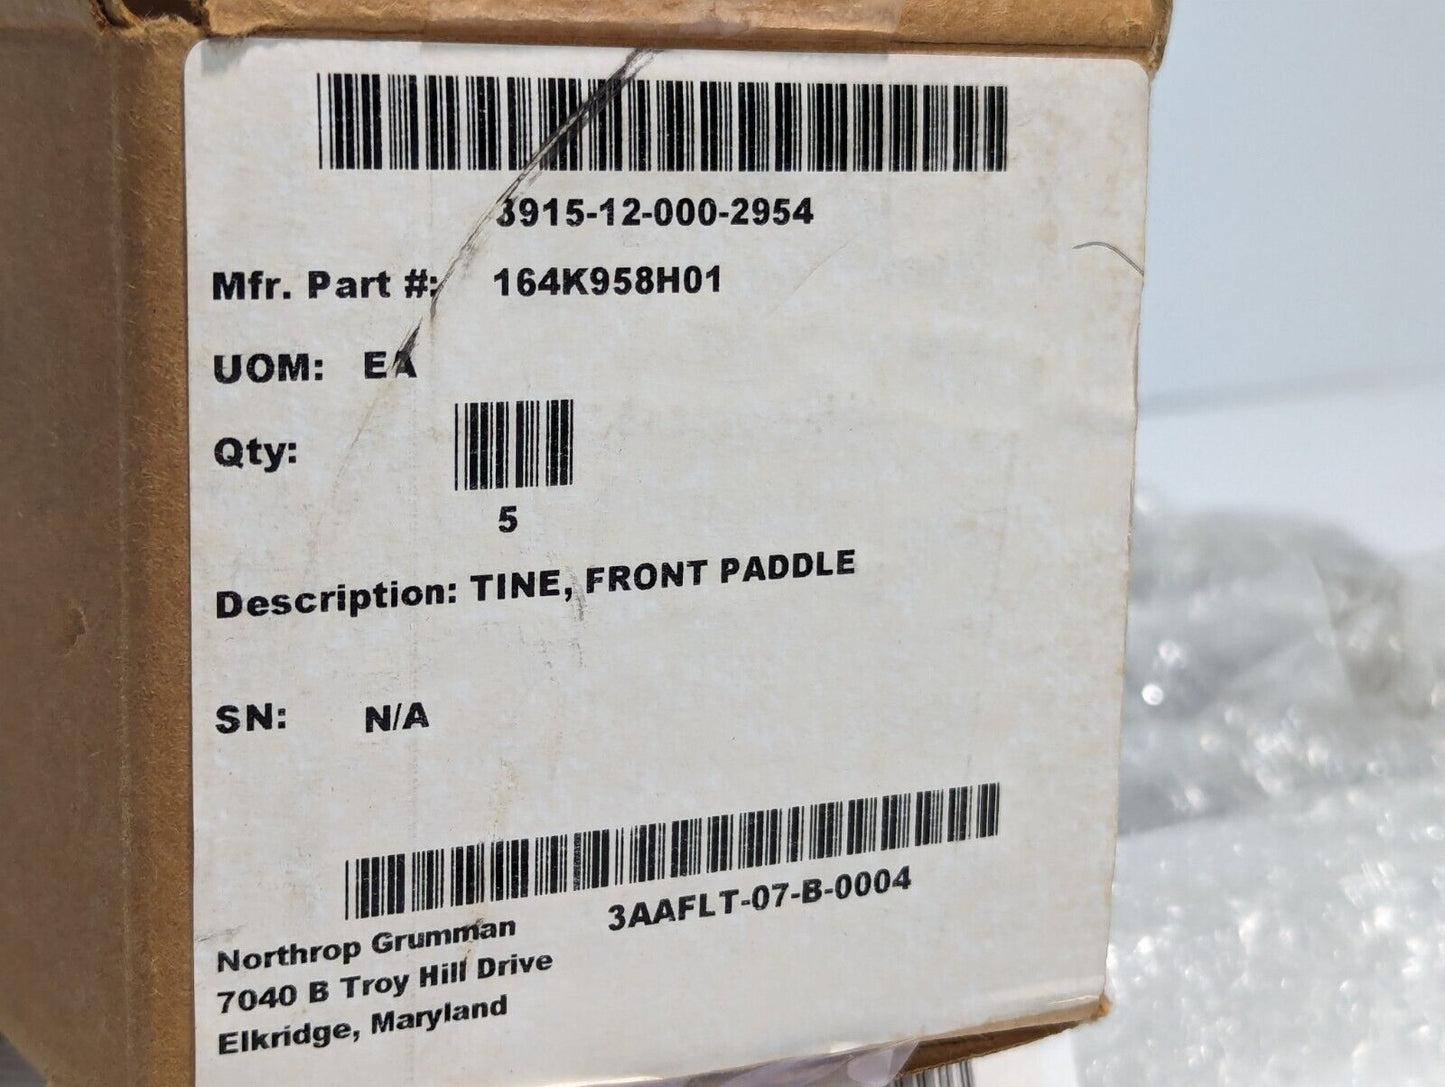 3915-12-000-2954
Mfr. Part #: 164K958H01
UOM: EA
Qty:
5
Description: TINE, FRONT PADDLE
SN: N/A
3AAFLT-07-B-0004
Northrop Grumman
7040 B Troy Hill Drive
Elkridge, Maryland